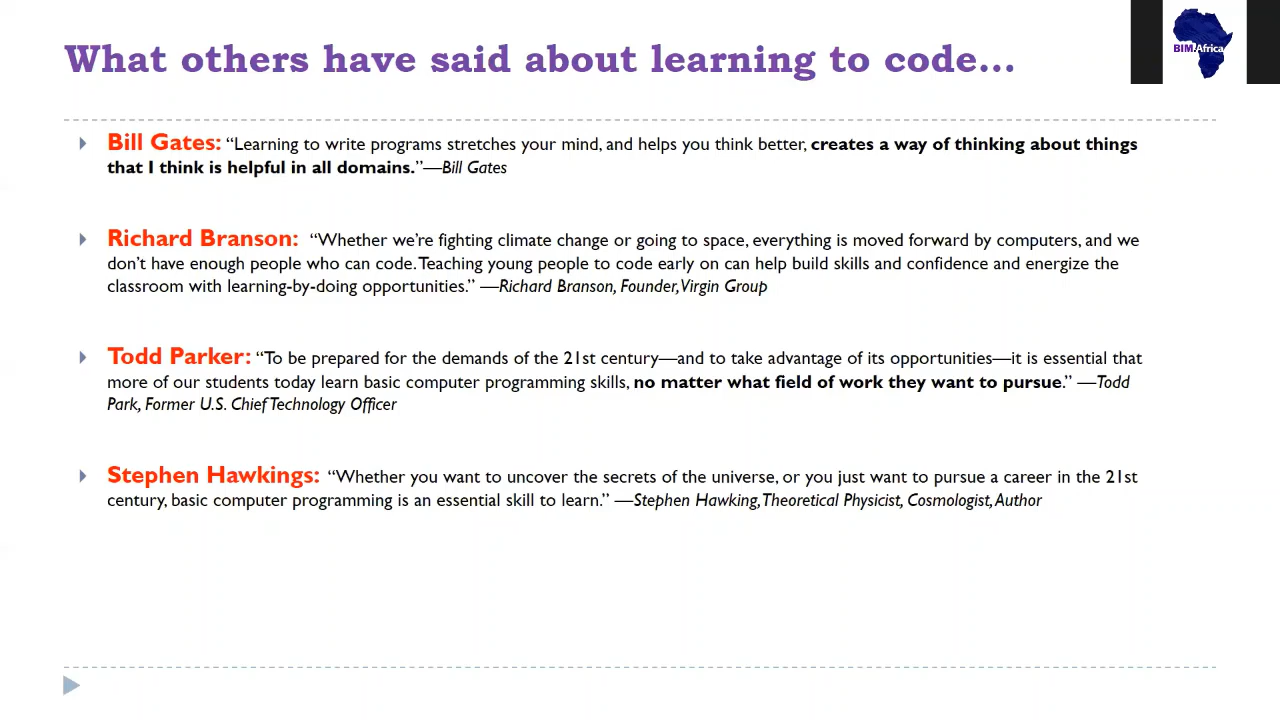 What others have said about learning to code...
BIM.Africa
Bill Gates: “Learning to write programs stretches your mind, and helps you think better, creates a way of thinking about things
that I think is helpful in all domains.”—Bill Gates
Richard Branson: “Whether we’re fighting climate change or going to space, everything is moved forward by computers, and we
don’t have enough people who can code. Teaching young people to code early on can help build skills and confidence and energize the
classroom with learning-by-doing opportunities.” —Richard Branson, Founder, Virgin Group
Todd Parker: “To be prepared for the demands of the 21st century—and to take advantage of its opportunities—it is essential that
more of our students today learn basic computer programming skills, no matter what field of work they want to pursue.” —Todd
Park, Former U.S. Chief Technology Officer
Stephen Hawkings: “Whether you want to uncover the secrets of the universe, or you just want to pursue a career in the 21st
century, basic computer programming is an essential skill to learn.” —Stephen Hawking, Theoretical Physicist, Cosmologist, Author